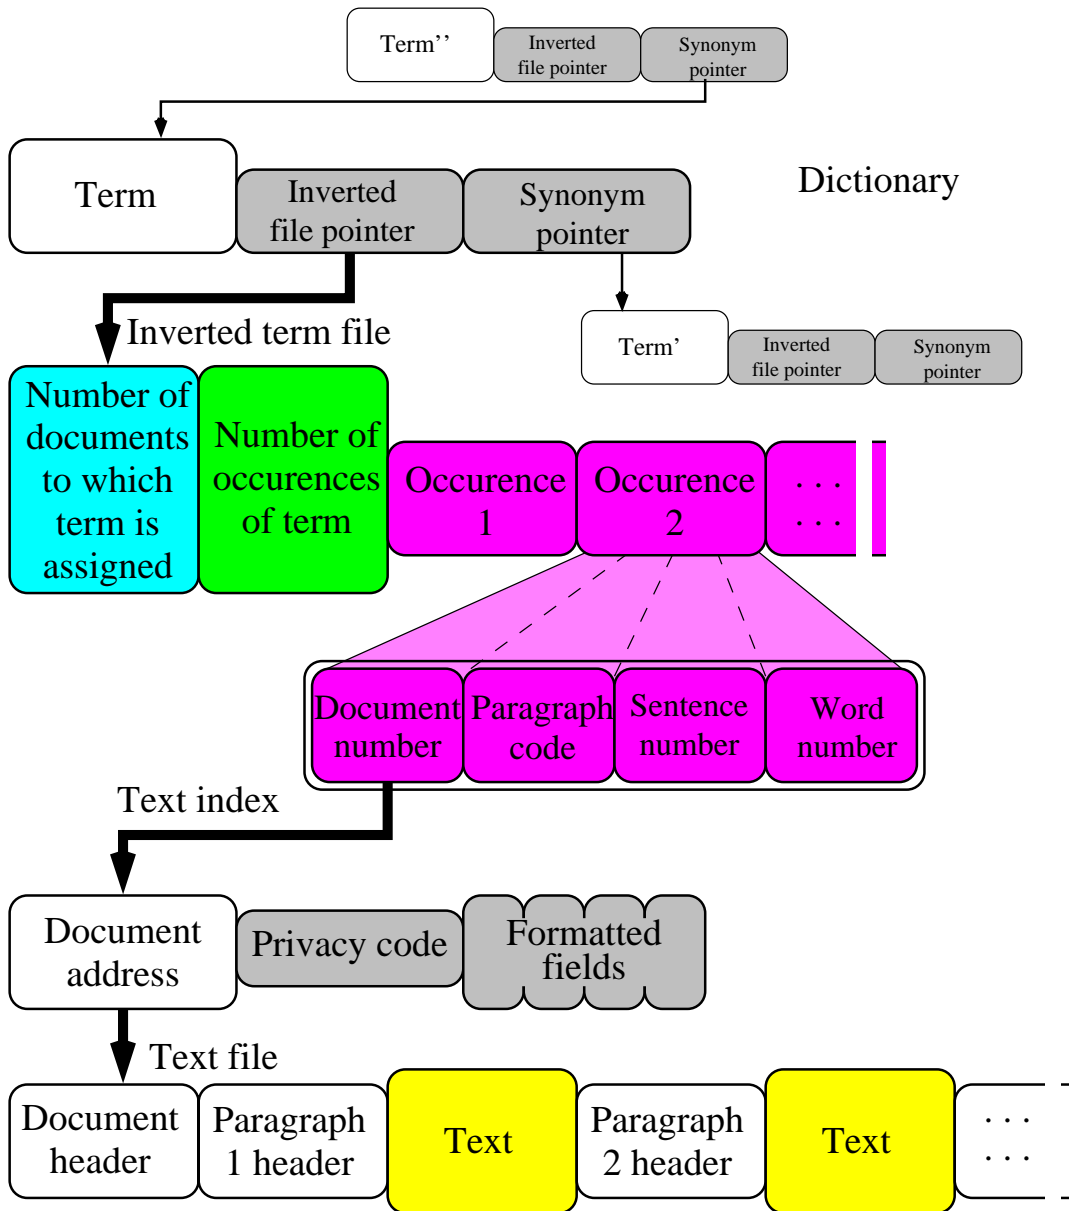 Term’’
Inverted
file pointer
Synonym
pointer
Term
Inverted
file pointer
Synonym
pointer
Dictionary
Inverted term file
Term'
Inverted
file pointer
Synonym
pointer
Number of
documents
to which
term is
assigned
Number of
occurences
of term
Occurence
1
Occurence
2
. . .
. . .
Document
number
Paragraph
code
Sentence
number
Word
number
Text index
Document
address
Privacy code
Formatted
fields
Text file
Document
header
Paragraph
1 header
Text
Paragraph
2 header
Text
. . .
. . .